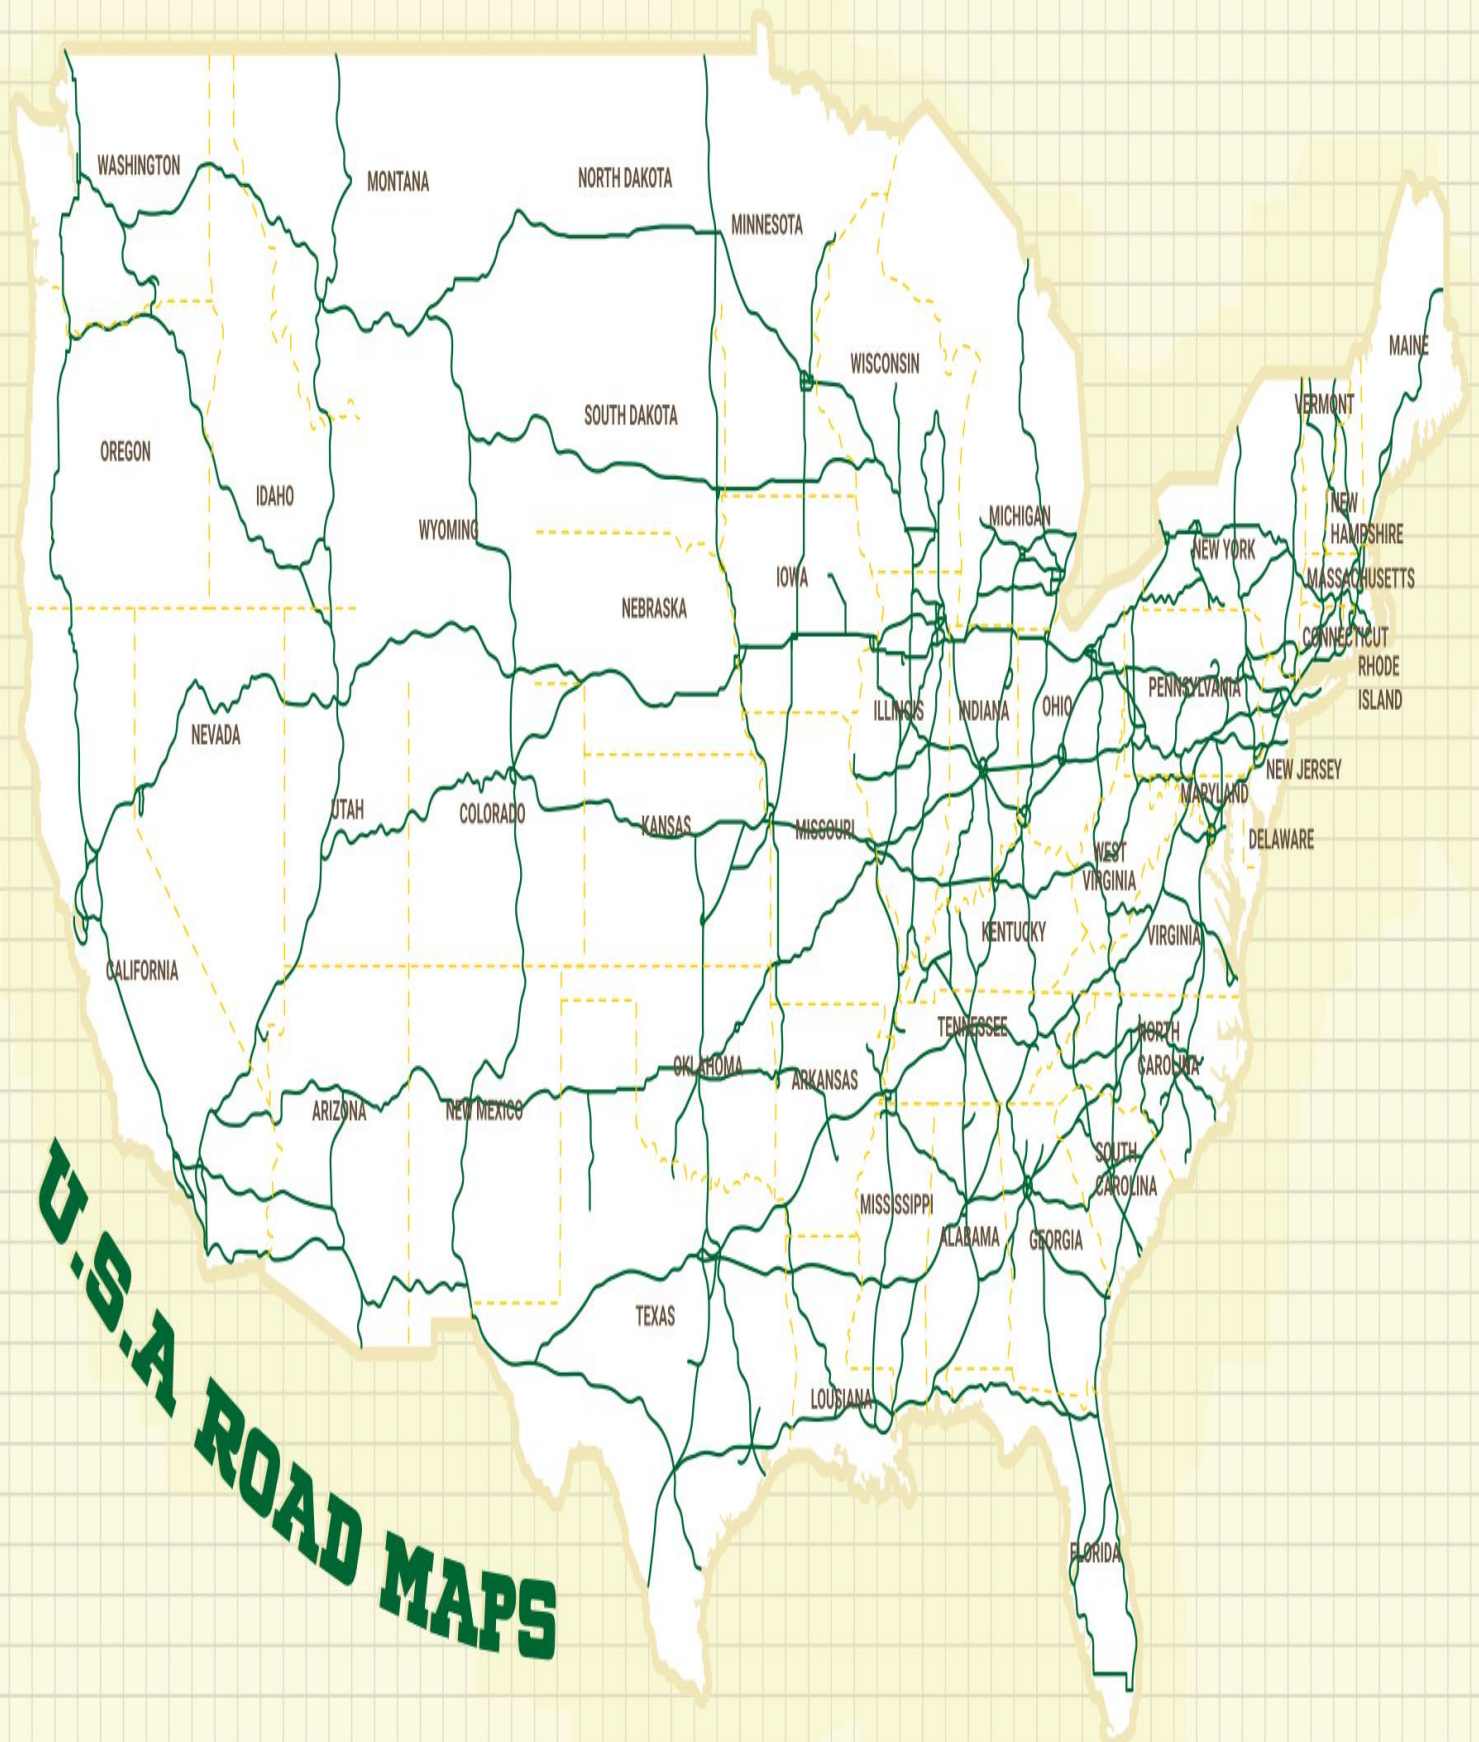 WASHINGTON
MONTANA
NORTH DAKOTA
MINNESOTA
WISCONSIN
MAINE
VERMONT
SOUTH DAKOTA
OREGON
IDAHO
WYOMING
MICHIGAN
NEW
HAMPSHIRE
NEW YORK
IOWA
MASSACHUSETTS
NEBRASKA
CONNECTICUT
RHODE
ISLAND
PENNSYLVANIA
ILLINOIS
INDIANA
OHIO
NEVADA
NEW JERSEY
MARYLAND
UTAH
COLORADO
KANSAS
MISSOURI
DELAWARE
WEST
VIRGINIA
KENTUCKY
VIRGINIA
CALIFORNIA
TENNESSEE
NORTH
CAROLINA
OKLAHOMA
ARKANSAS
ARIZONA
NEW MEXICO
SOUTH
CAROLINA
MISSISSIPPI
ALABAMA
GEORGIA
TEXAS
LOUSIANA
FLORIDA
U.S.A ROAD MAPS